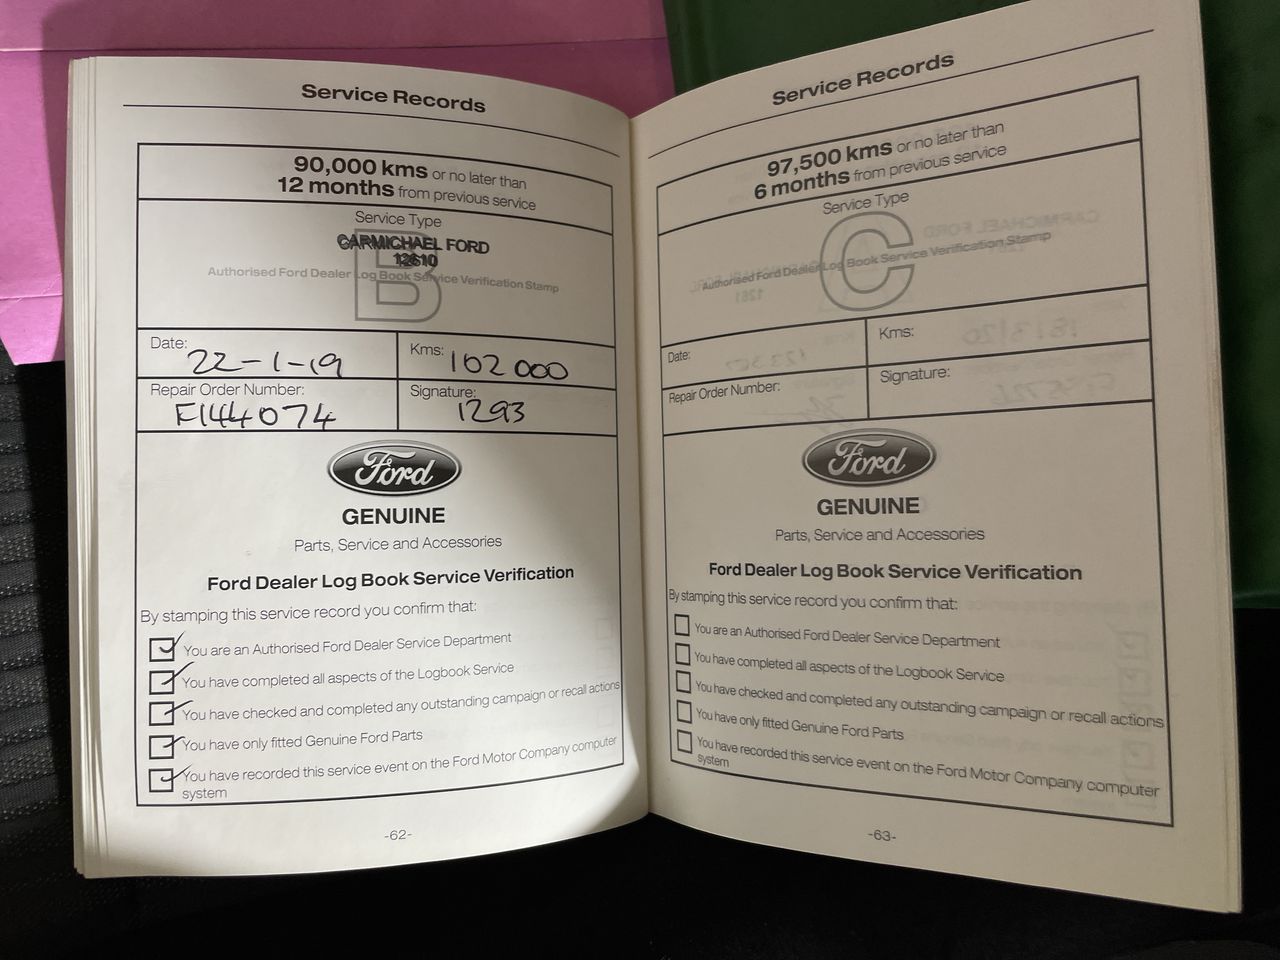 Service Records
90,000 kms or no later than
12 months from previous service
Service Type
B
CARMICHAEL FORD
12610
Authorised Ford Dealer Log Book Service Verification Stamp
Date: 22-1-19
Kms: 102 000
Repair Order Number: F144074
Signature: 1293
Ford
GENUINE
Parts, Service and Accessories
Ford Dealer Log Book Service Verification
By stamping this service record you confirm that:
You are an Authorised Ford Dealer Service Department
You have completed all aspects of the Logbook Service
You have checked and completed any outstanding campaign or recall actions
You have only fitted Genuine Ford Parts
You have recorded this service event on the Ford Motor Company computer
system
-62-
Service Records
97,500 kms or no later than
6 months from previous service
Service Type
C
Authorised Ford Dealer Log Book Service Verification Stamp
Date:
Kms:
Repair Order Number:
Signature:
Ford
GENUINE
Parts, Service and Accessories
Ford Dealer Log Book Service Verification
By stamping this service record you confirm that:
You are an Authorised Ford Dealer Service Department
You have completed all aspects of the Logbook Service
You have checked and completed any outstanding campaign or recall actions
You have only fitted Genuine Ford Parts
You have recorded this service event on the Ford Motor Company computer
system
-63-